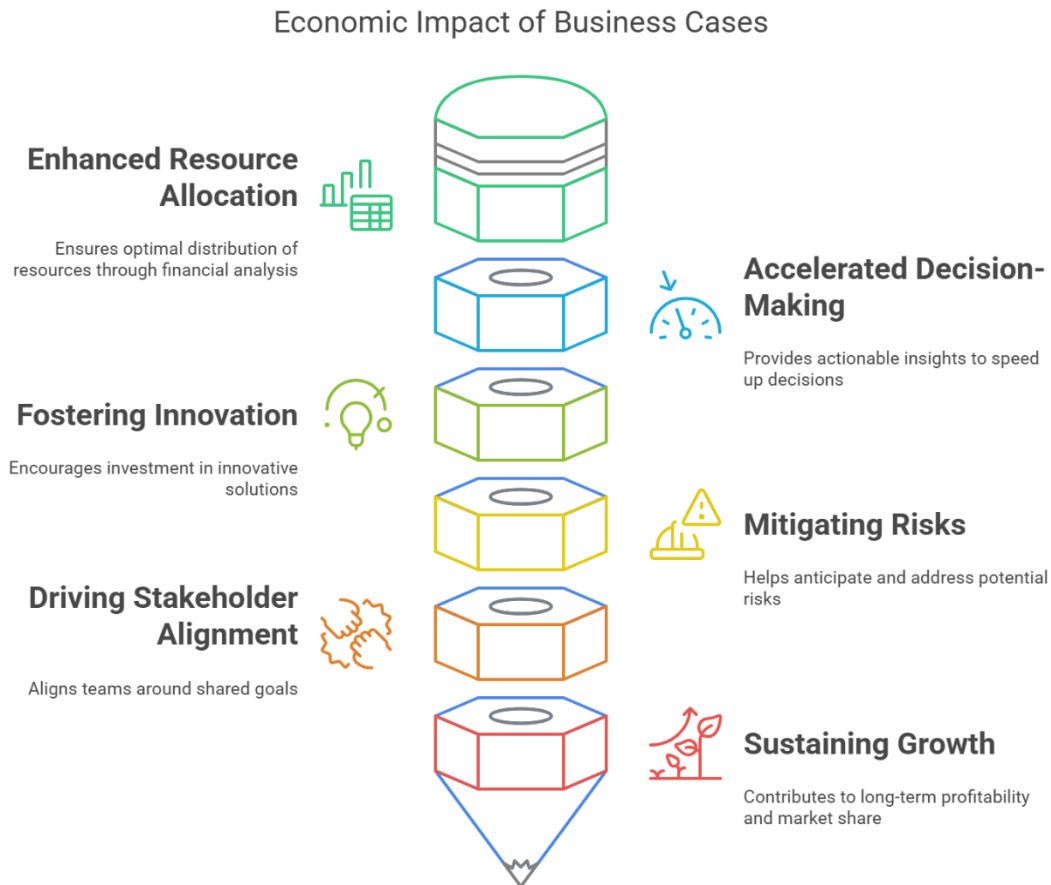 Economic Impact of Business Cases
Enhanced Resource
Allocation
Ensures optimal distribution of
resources through financial analysis
Accelerated Decision-
Making
Provides actionable insights to speed
up decisions
Fostering Innovation
Encourages investment in innovative
solutions
Mitigating Risks
Helps anticipate and address potential
risks
Driving Stakeholder
Alignment
Aligns teams around shared goals
Sustaining Growth
Contributes to long-term profitability
and market share